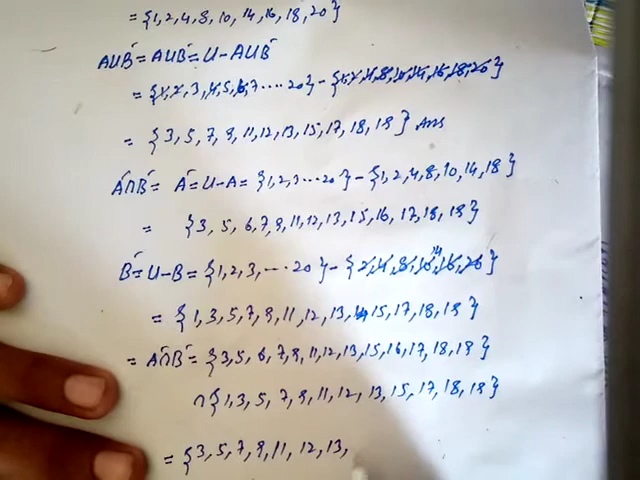 = {1,2,4,8,10,14,16,18,20}
A∪B' = A∪B' = U-A∪B'
= {1,2,3,4,5,6,7....20} - {1,2,4,8,10,14,16,18,20}
= {3,5,7,9,11,12,13,15,17,18,19} Ans
A'∩B' = A' = U-A = {1,2,3...20} - {1,2,4,8,10,14,18}
= {3, 5, 6,7,9,11,12,13,15,16, 17,18,19}
B' = U-B = {1,2,3,....20} - {2,4,8,10,14,16,20}
= {1,3,5,7,9,11,12,13,14,15,17,18,19}
= A'∩B' = {3,5,6,7,9,11,12,13,15,16,17,18,19}
∩{1,3,5,7,9,11,12,13,15,17,18,19}
= {3,5,7,9,11,12,13,